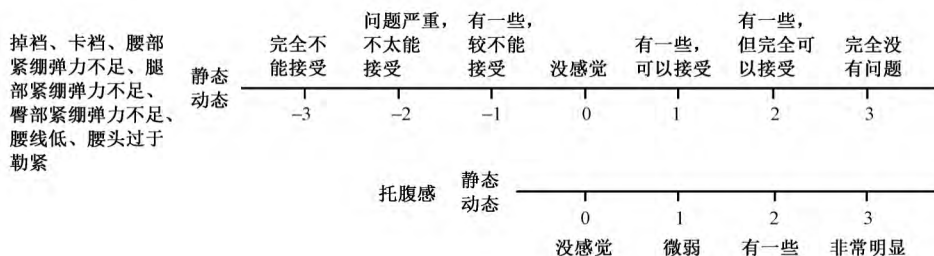 掉裆、卡裆、腰部
紧绷弹力不足、腿
部紧绷弹力不足、
臀部紧绷弹力不足、
腰线低、腰头过于
勒紧
静态
动态
完全不
能接受
问题严重,
不太能
接受
有一些,
较不能
接受
没感觉
有一些,
可以接受
有一些,
但完全可
以接受
完全没
有问题
-3 -2 -1 0 1 2 3
托腹感
静态
动态
0 1 2 3
没感觉 微弱 有一些 非常明显